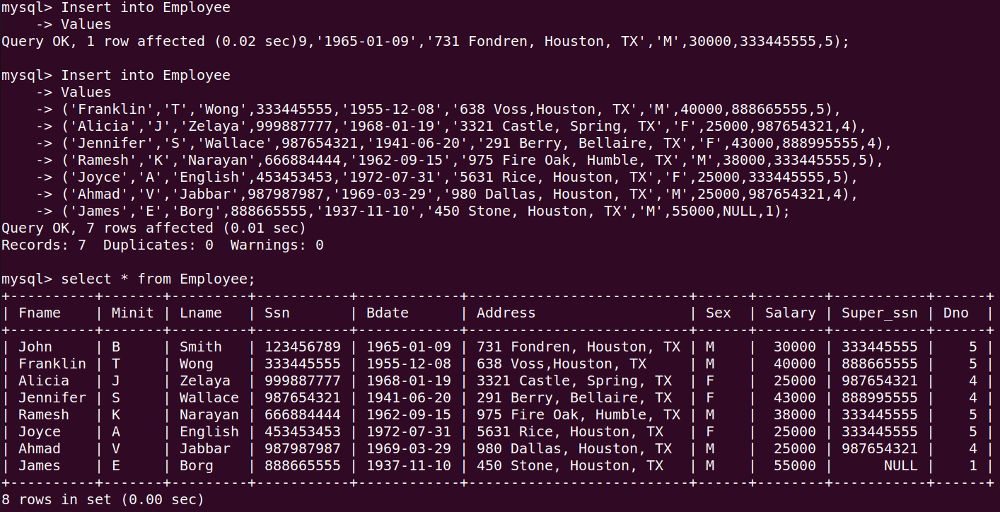 mysql> Insert into Employee
    -> Values
Query OK, 1 row affected (0.02 sec)9,'1965-01-09','731 Fondren, Houston, TX','M',30000,333445555,5);

mysql> Insert into Employee
    -> Values
    -> ('Franklin','T','Wong',333445555,'1955-12-08','638 Voss,Houston, TX','M',40000,888665555,5),
    -> ('Alicia','J','Zelaya',999887777,'1968-01-19','3321 Castle, Spring, TX','F',25000,987654321,4),
    -> ('Jennifer','S','Wallace',987654321,'1941-06-20','291 Berry, Bellaire, TX','F',43000,888995555,4),
    -> ('Ramesh','K','Narayan',666884444,'1962-09-15','975 Fire Oak, Humble, TX','M',38000,333445555,5),
    -> ('Joyce','A','English',453453453,'1972-07-31','5631 Rice, Houston, TX','F',25000,333445555,5),
    -> ('Ahmad','V','Jabbar',987987987,'1969-03-29','980 Dallas, Houston, TX','M',25000,987654321,4),
    -> ('James','E','Borg',888665555,'1937-11-10','450 Stone, Houston, TX','M',55000,NULL,1);
Query OK, 7 rows affected (0.01 sec)
Records: 7  Duplicates: 0  Warnings: 0

mysql> select * from Employee;
+----------+-------+---------+-----------+------------+--------------------------+------+--------+-----------+------+
| Fname    | Minit | Lname   | Ssn       | Bdate      | Address                  | Sex  | Salary | Super_ssn | Dno  |
+----------+-------+---------+-----------+------------+--------------------------+------+--------+-----------+------+
| John     | B     | Smith   | 123456789 | 1965-01-09 | 731 Fondren, Houston, TX | M    |  30000 | 333445555 |    5 |
| Franklin | T     | Wong    | 333445555 | 1955-12-08 | 638 Voss,Houston, TX     | M    |  40000 | 888665555 |    5 |
| Alicia   | J     | Zelaya  | 999887777 | 1968-01-19 | 3321 Castle, Spring, TX  | F    |  25000 | 987654321 |    4 |
| Jennifer | S     | Wallace | 987654321 | 1941-06-20 | 291 Berry, Bellaire, TX  | F    |  43000 | 888995555 |    4 |
| Ramesh   | K     | Narayan | 666884444 | 1962-09-15 | 975 Fire Oak, Humble, TX | M    |  38000 | 333445555 |    5 |
| Joyce    | A     | English | 453453453 | 1972-07-31 | 5631 Rice, Houston, TX   | F    |  25000 | 333445555 |    5 |
| Ahmad    | V     | Jabbar  | 987987987 | 1969-03-29 | 980 Dallas, Houston, TX  | M    |  25000 | 987654321 |    4 |
| James    | E     | Borg    | 888665555 | 1937-11-10 | 450 Stone, Houston, TX   | M    |  55000 |      NULL |    1 |
+----------+-------+---------+-----------+------------+--------------------------+------+--------+-----------+------+
8 rows in set (0.00 sec)